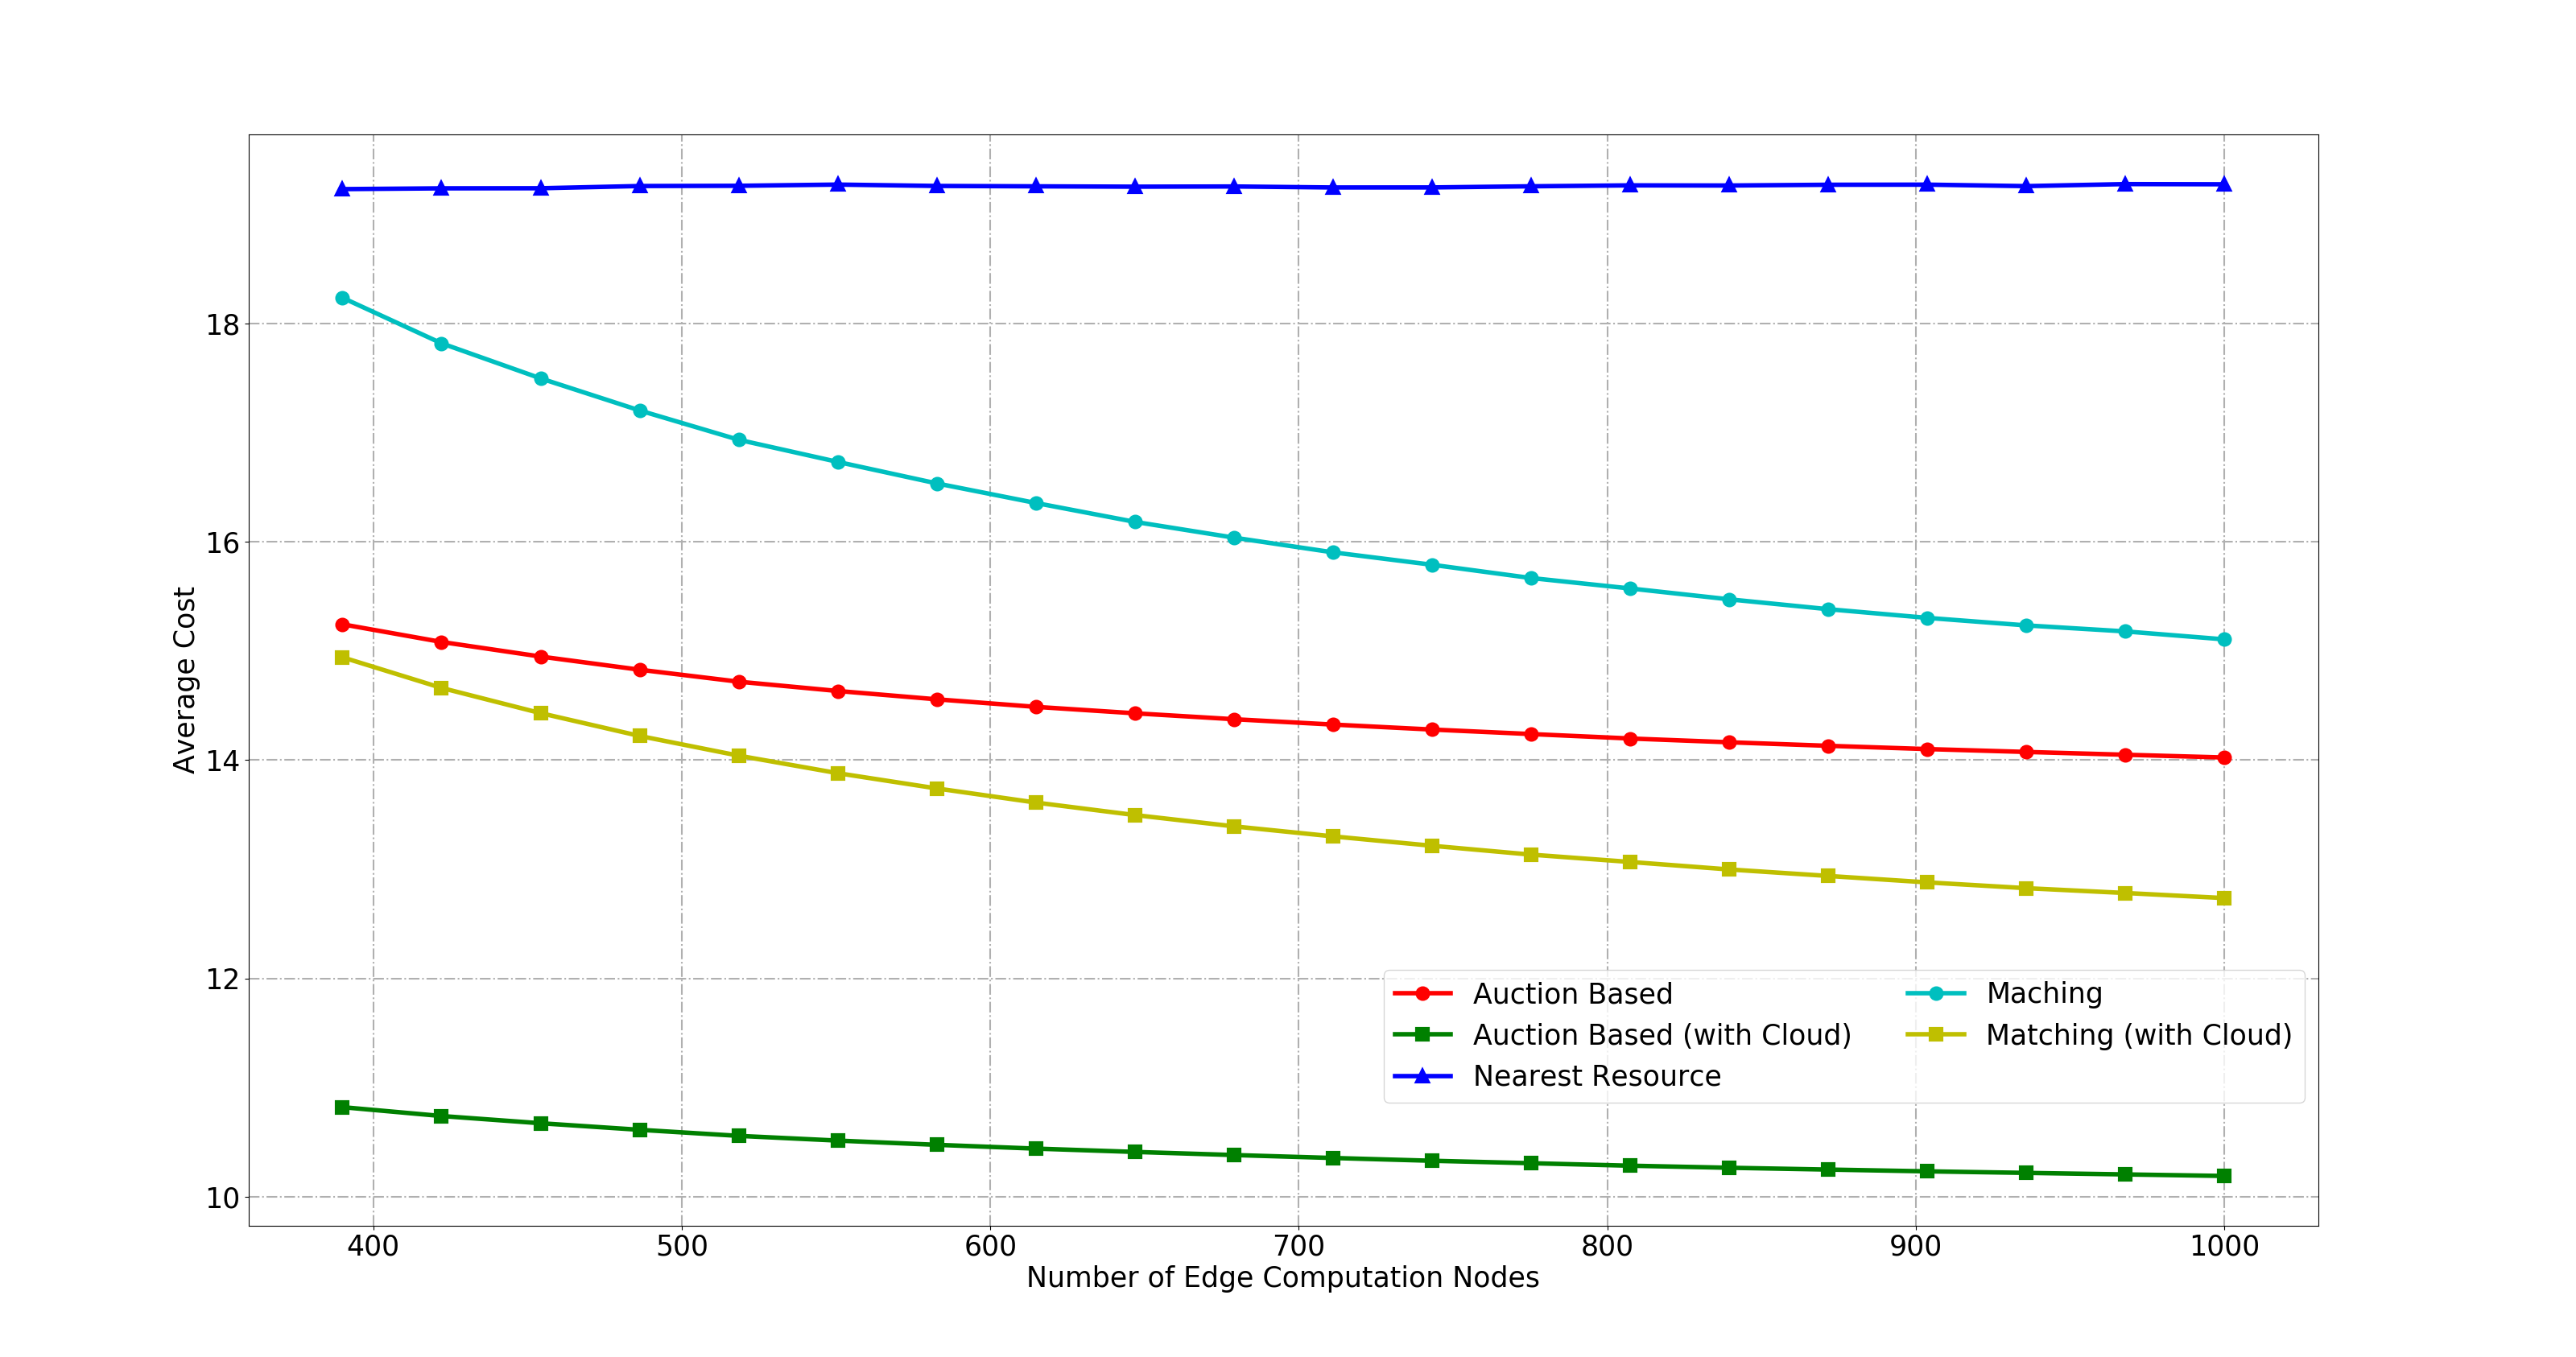 18
16
14
12
10
Average Cost
400 500 600 700 800 900 1000
Number of Edge Computation Nodes
Auction Based
Auction Based (with Cloud)
Nearest Resource
Maching
Matching (with Cloud)